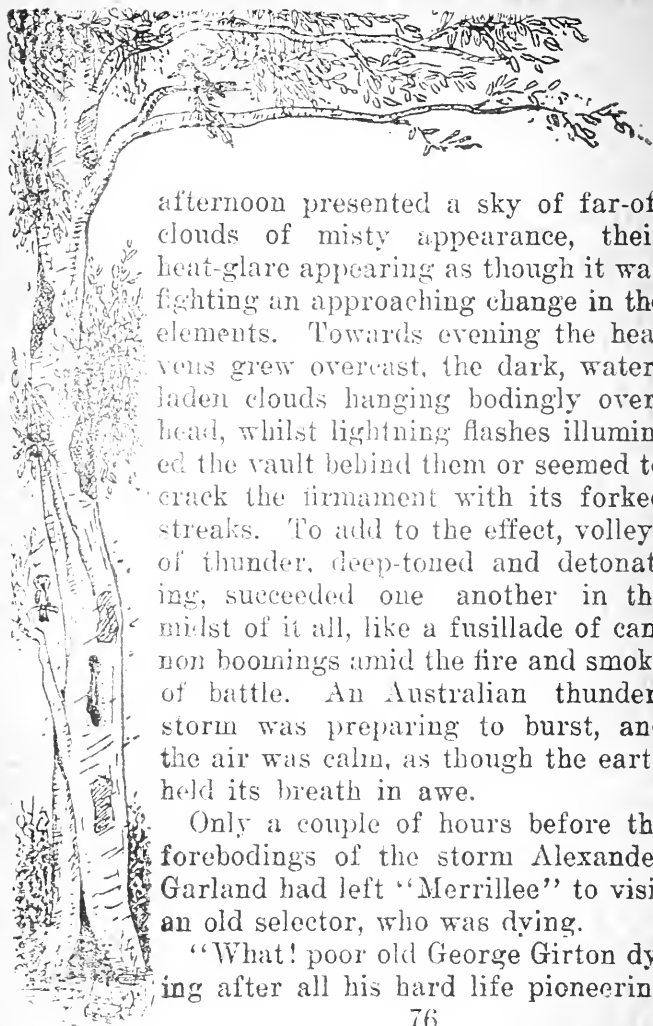 afternoon presented a sky of far-of
clouds of misty appearance, thei
heat-glare appearing as though it wa
fighting an approaching change in the
elements. Towards evening the hea
vens grew overcast, the dark, water
laden clouds hanging bodingly over
head, whilst lightning flashes illumin
ed the vault behind them or seemed t
crack the firmament with its forked
streaks. To add to the effect, volley
of thunder, deep-toned and detonat
ing, succeeded one another in th
midst of it all, like a fusillade of can
non boomings amid the fire and smok
of battle. An Australian thunder
storm was preparing to burst, an
the air was calm, as though the eart
held its breath in awe.
Only a couple of hours before th
forebodings of the storm Alexande
Garland had left "Merrillee" to visi
an old selector, who was dying.
"What! poor old George Girton dy
ing after all his hard life pioneerin
76